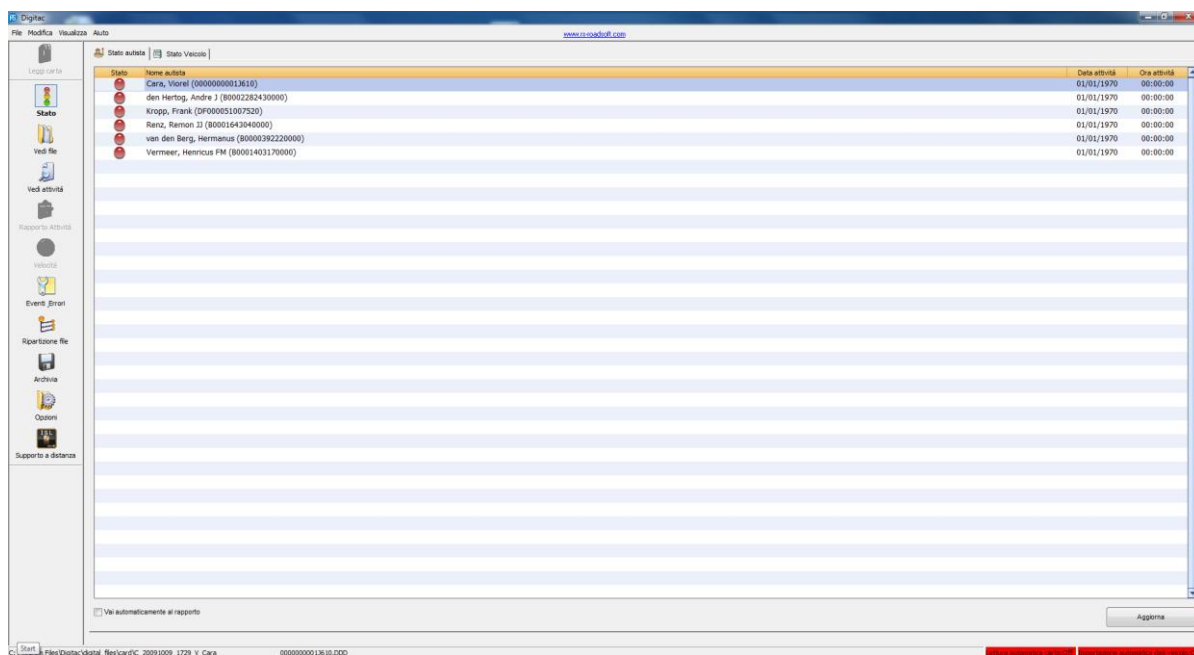 Digitac
File Modifica Visualizza Aiuto
www.rs-roadsoft.com
Leggi carta
Stato
Vedi file
Vedi attività
Rapporto Attività
Velocità
Eventi Errori
Ripartizione file
Archivia
Opzioni
Supporto a distanza
Stato autista Stato Veicolo
Stato Nome autista Data attività Ora attività
Cara, Viorel (0000000001J610) 01/01/1970 00:00:00
den Hertog, Andre J (B0002282430000) 01/01/1970 00:00:00
Kropp, Frank (DF000051007520) 01/01/1970 00:00:00
Renz, Remon JJ (B0001643040000) 01/01/1970 00:00:00
van den Berg, Hermanus (B0000392220000) 01/01/1970 00:00:00
Vermeer, Henricus FM (B0001403170000) 01/01/1970 00:00:00
Vai automaticamente al rapporto
Aggiorna
Start
Files\Digitac\digital_files\card\C_20091009_1729_V_Cara 0000000001J610.DDD